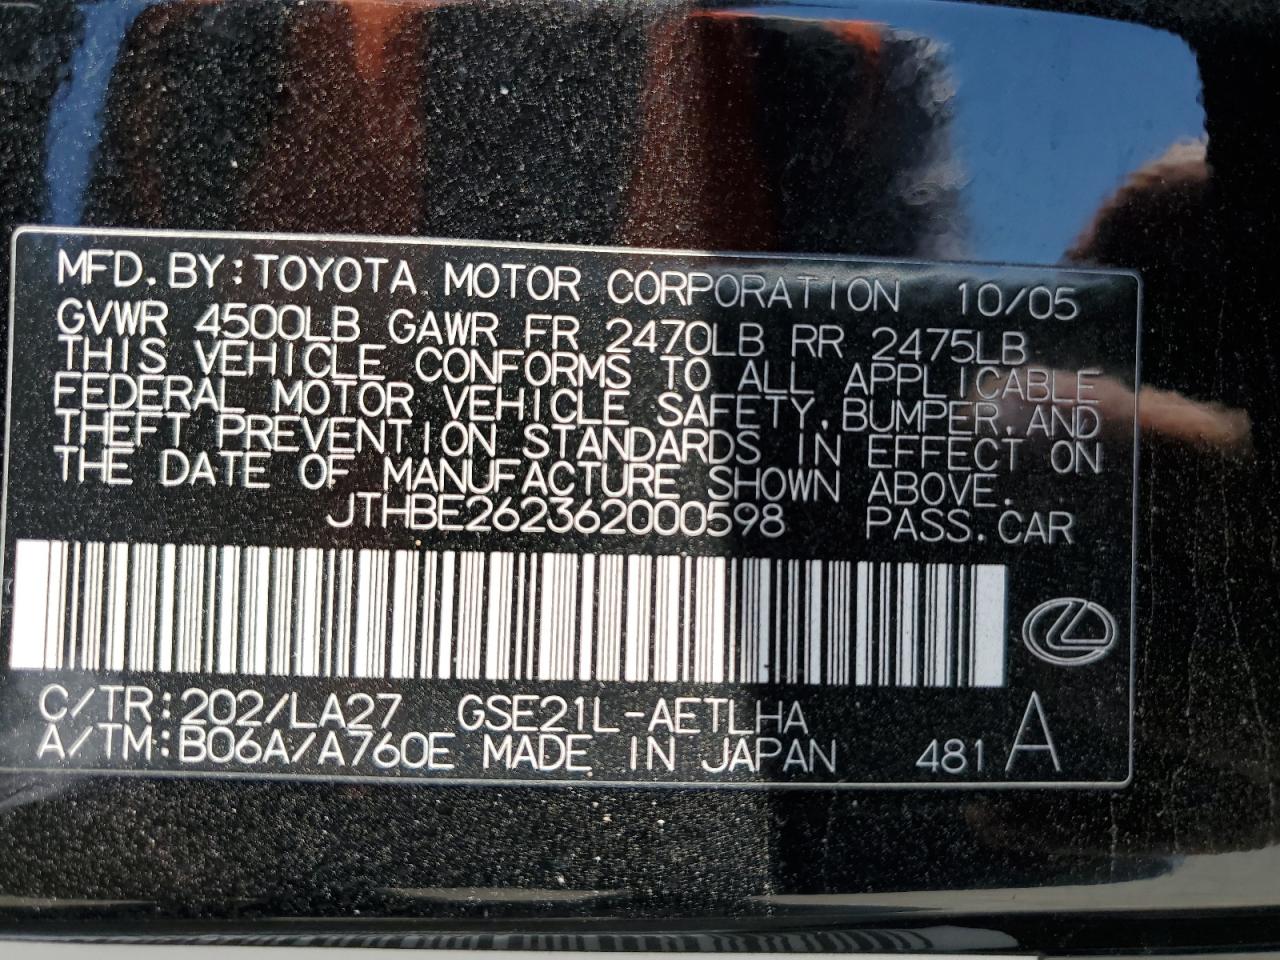 MFD.BY:TOYOTA MOTOR CORPORATION 10/05
GVWR 4500LB GAWR FR 2470LB RR 2475LB
THIS VEHICLE CONFORMS TO ALL APPLICABLE
FEDERAL MOTOR VEHICLE SAFETY,BUMPER,AND
THEFT PREVENTION STANDARDS IN EFFECT ON
THE DATE OF MANUFACTURE SHOWN ABOVE.
JTHBE262362000598 PASS.CAR
C/TR:202/LA27 GSE21L-AETLHA
A/TM:B06A/A760E MADE IN JAPAN 481 A